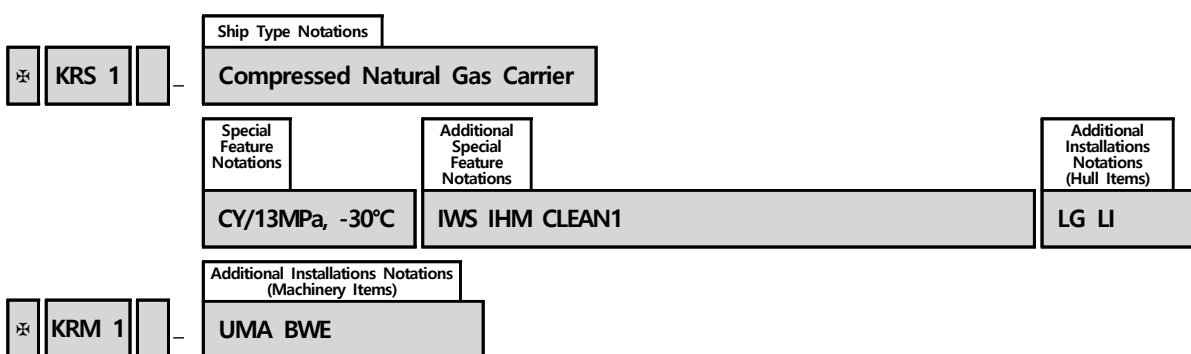 Ship Type Notations
✠ KRS 1 _ Compressed Natural Gas Carrier
Special
Feature
Notations
Additional
Special
Feature
Notations
Additional
Installations
Notations
(Hull Items)
CY/13MPa, -30℃ IWS IHM CLEAN1 LG LI
Additional Installations Notations
(Machinery Items)
✠ KRM 1 _ UMA BWE